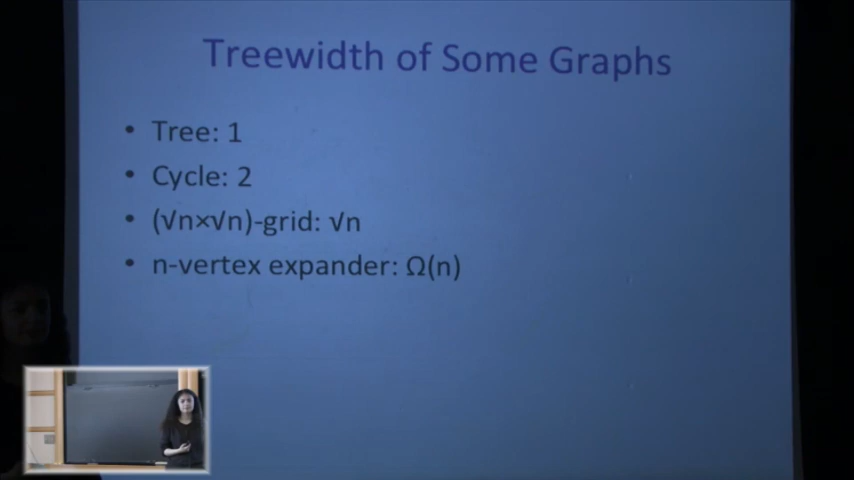 Treewidth of Some Graphs
• Tree: 1
• Cycle: 2
• (√n×√n)-grid: √n
• n-vertex expander: Ω(n)